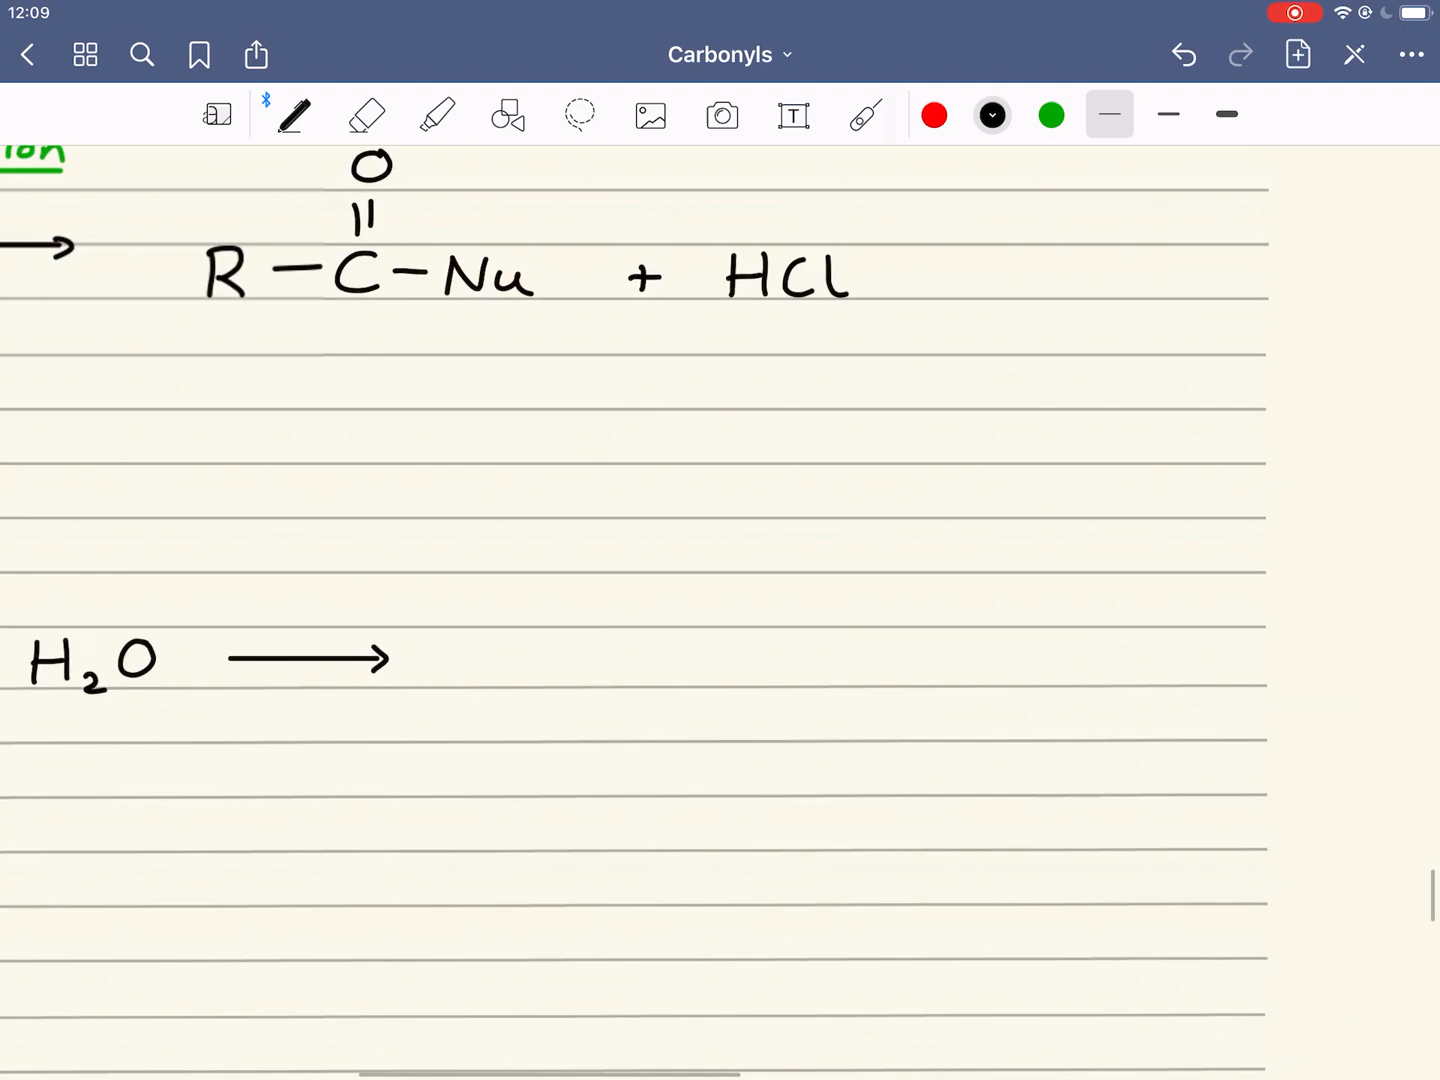 12:09
Carbonyls
T
O
||
R — C — Nu + HCl
H₂O ⟶